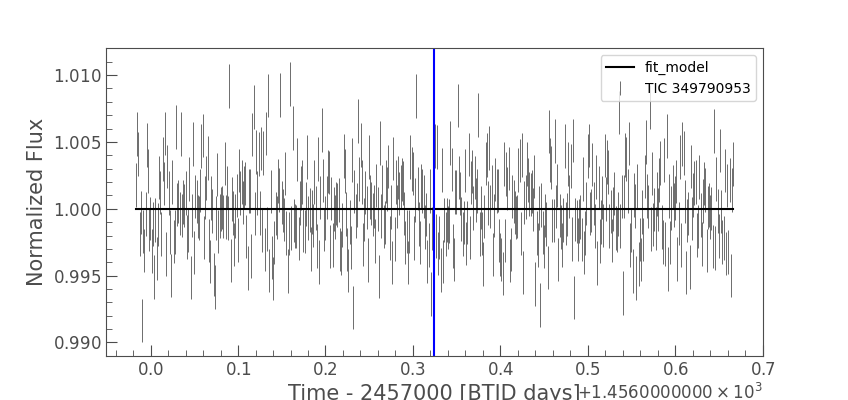 1.010
1.005
1.000
0.995
0.990
Normalized Flux
fit_model
TIC 349790953
0.0 0.1 0.2 0.3 0.4 0.5 0.6 0.7
Time - 2457000 [BTJD days]
+1.4560000000 × 10³